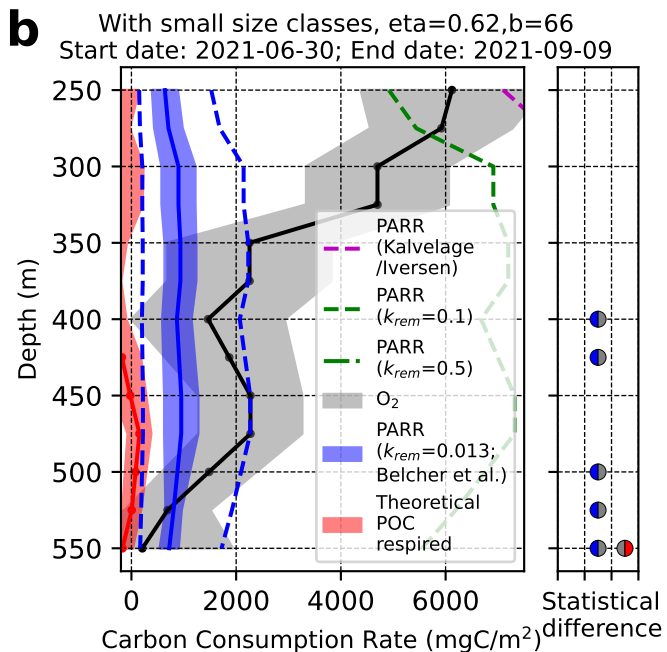 b
With small size classes, eta=0.62,b=66
Start date: 2021-06-30; End date: 2021-09-09
250
300
350
400
450
500
550
Depth (m)
PARR
(Kalvelage
/Iversen)
PARR
(k_rem=0.1)
PARR
(k_rem=0.5)
O₂
PARR
(k_rem=0.013;
Belcher et al.)
Theoretical
POC
respired
0 2000 4000 6000
Carbon Consumption Rate (mgC/m²)
Statistical
difference